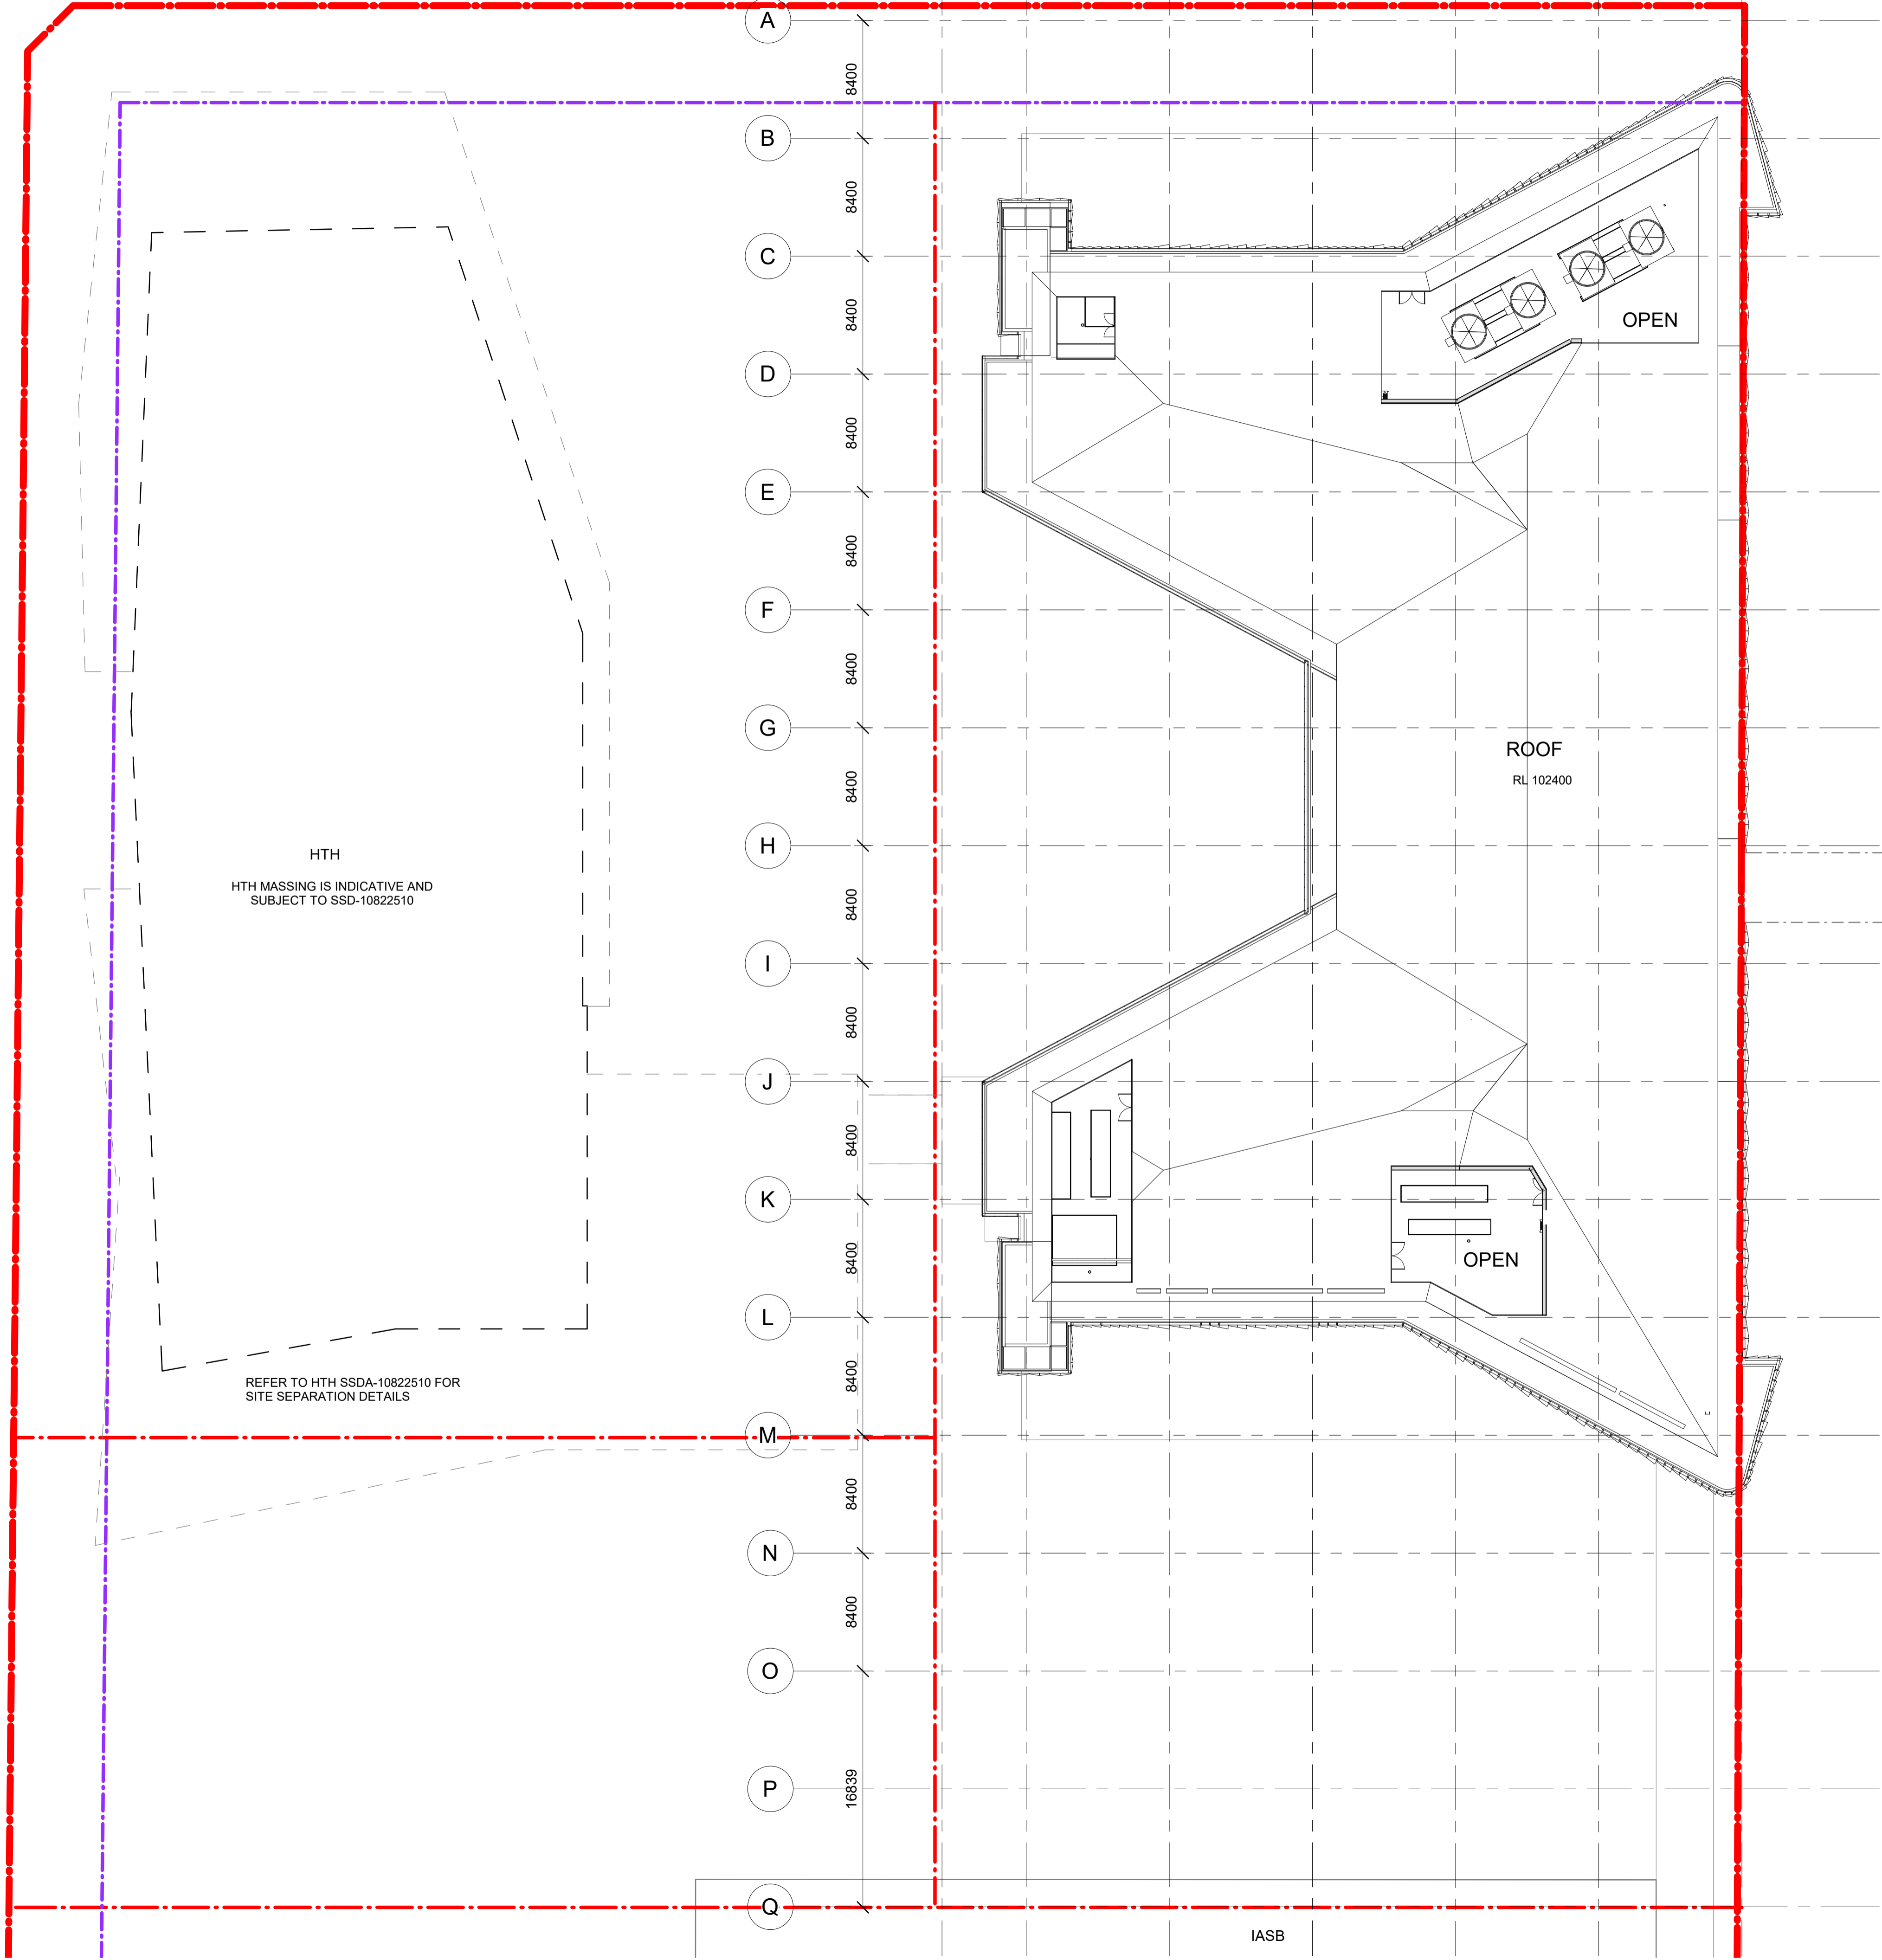 A
8400
B
8400
C
8400
OPEN
D
8400
E
8400
F
8400
G
ROOF
RL 102400
8400
H
HTH
HTH MASSING IS INDICATIVE AND
SUBJECT TO SSD-10822510
8400
I
8400
J
8400
K
8400
OPEN
L
8400
REFER TO HTH SSDA-10822510 FOR
SITE SEPARATION DETAILS
M
8400
N
8400
O
16839
P
Q
IASB